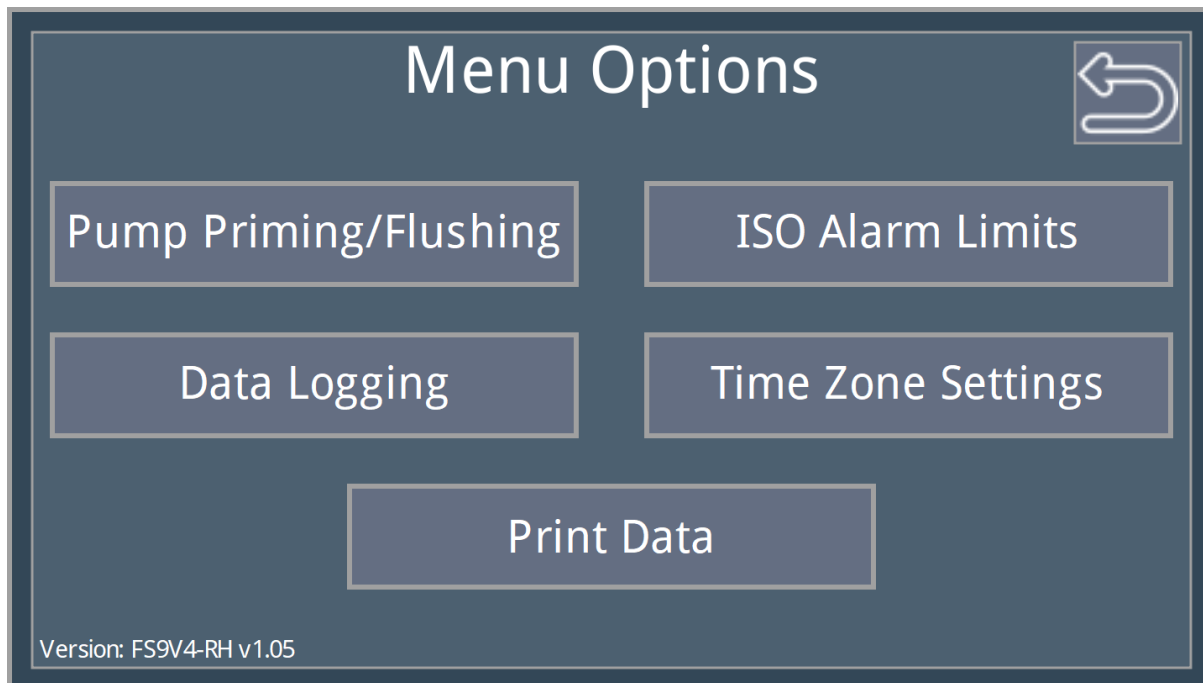 Menu Options
Pump Priming/Flushing
ISO Alarm Limits
Data Logging
Time Zone Settings
Print Data
Version: FS9V4-RH v1.05